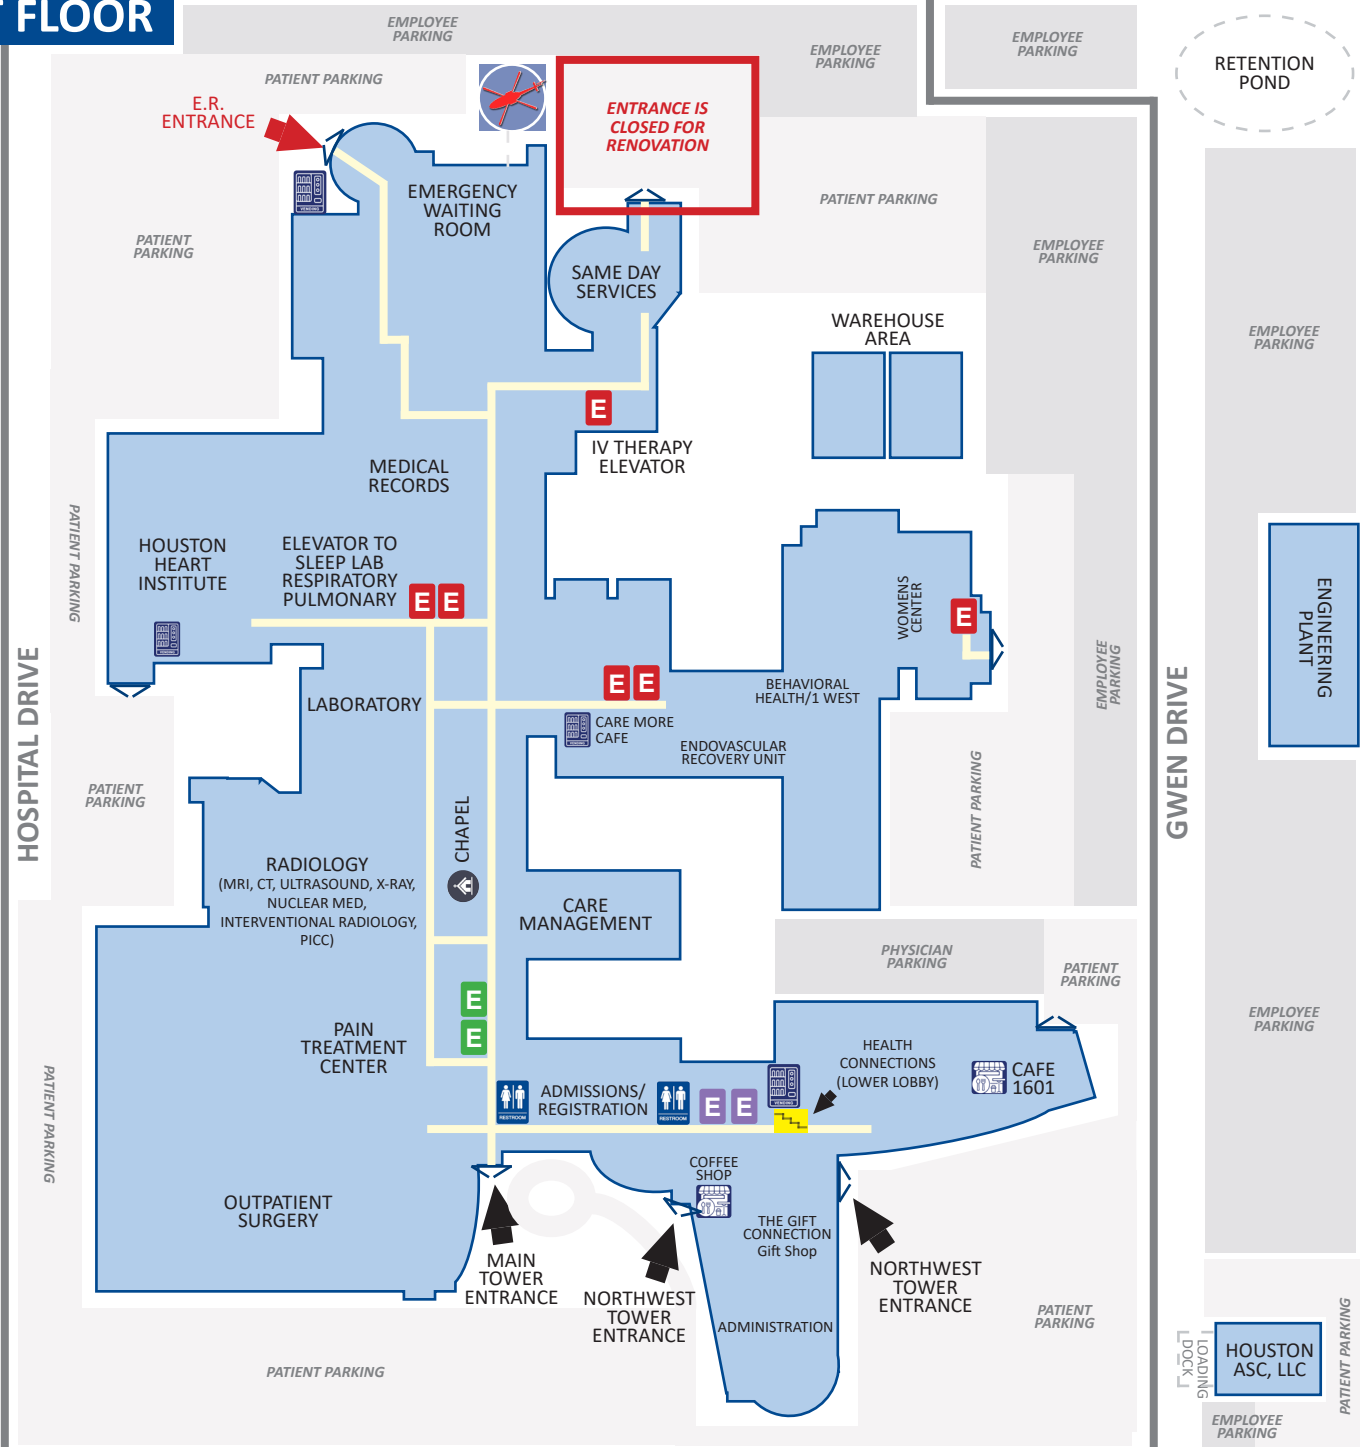 FLOOR
EMPLOYEE
PARKING
EMPLOYEE
PARKING
EMPLOYEE
PARKING
RETENTION
POND
PATIENT PARKING
E.R.
ENTRANCE
ENTRANCE IS
CLOSED FOR
RENOVATION
VENDING
EMERGENCY
WAITING
ROOM
PATIENT PARKING
PATIENT
PARKING
EMPLOYEE
PARKING
SAME DAY
SERVICES
WAREHOUSE
AREA
EMPLOYEE
PARKING
E
IV THERAPY
ELEVATOR
MEDICAL
RECORDS
PATIENT PARKING
HOUSTON
HEART
INSTITUTE
ELEVATOR TO
SLEEP LAB
RESPIRATORY
PULMONARY
E E
VENDING
WOMENS
CENTER
E
ENGINEERING
PLANT
EMPLOYEE
PARKING
HOSPITAL DRIVE
GWEN DRIVE
LABORATORY
E E
CARE MORE
CAFE
VENDING
BEHAVIORAL
HEALTH/1 WEST
ENDOVASCULAR
RECOVERY UNIT
PATIENT
PARKING
PATIENT PARKING
CHAPEL
RADIOLOGY
(MRI, CT, ULTRASOUND, X-RAY,
NUCLEAR MED,
INTERVENTIONAL RADIOLOGY,
PICC)
CARE
MANAGEMENT
PHYSICIAN
PARKING
PATIENT
PARKING
EMPLOYEE
PARKING
E
E
PAIN
TREATMENT
CENTER
PATIENT PARKING
HEALTH
CONNECTIONS
(LOWER LOBBY)
CAFE
1601
RESTROOM
ADMISSIONS/
REGISTRATION
RESTROOM
E E
VENDING
COFFEE
SHOP
OUTPATIENT
SURGERY
THE GIFT
CONNECTION
Gift Shop
MAIN
TOWER
ENTRANCE
NORTHWEST
TOWER
ENTRANCE
NORTHWEST
TOWER
ENTRANCE
ADMINISTRATION
PATIENT
PARKING
PATIENT PARKING
LOADING
DOCK
HOUSTON
ASC, LLC
PATIENT PARKING
EMPLOYEE
PARKING